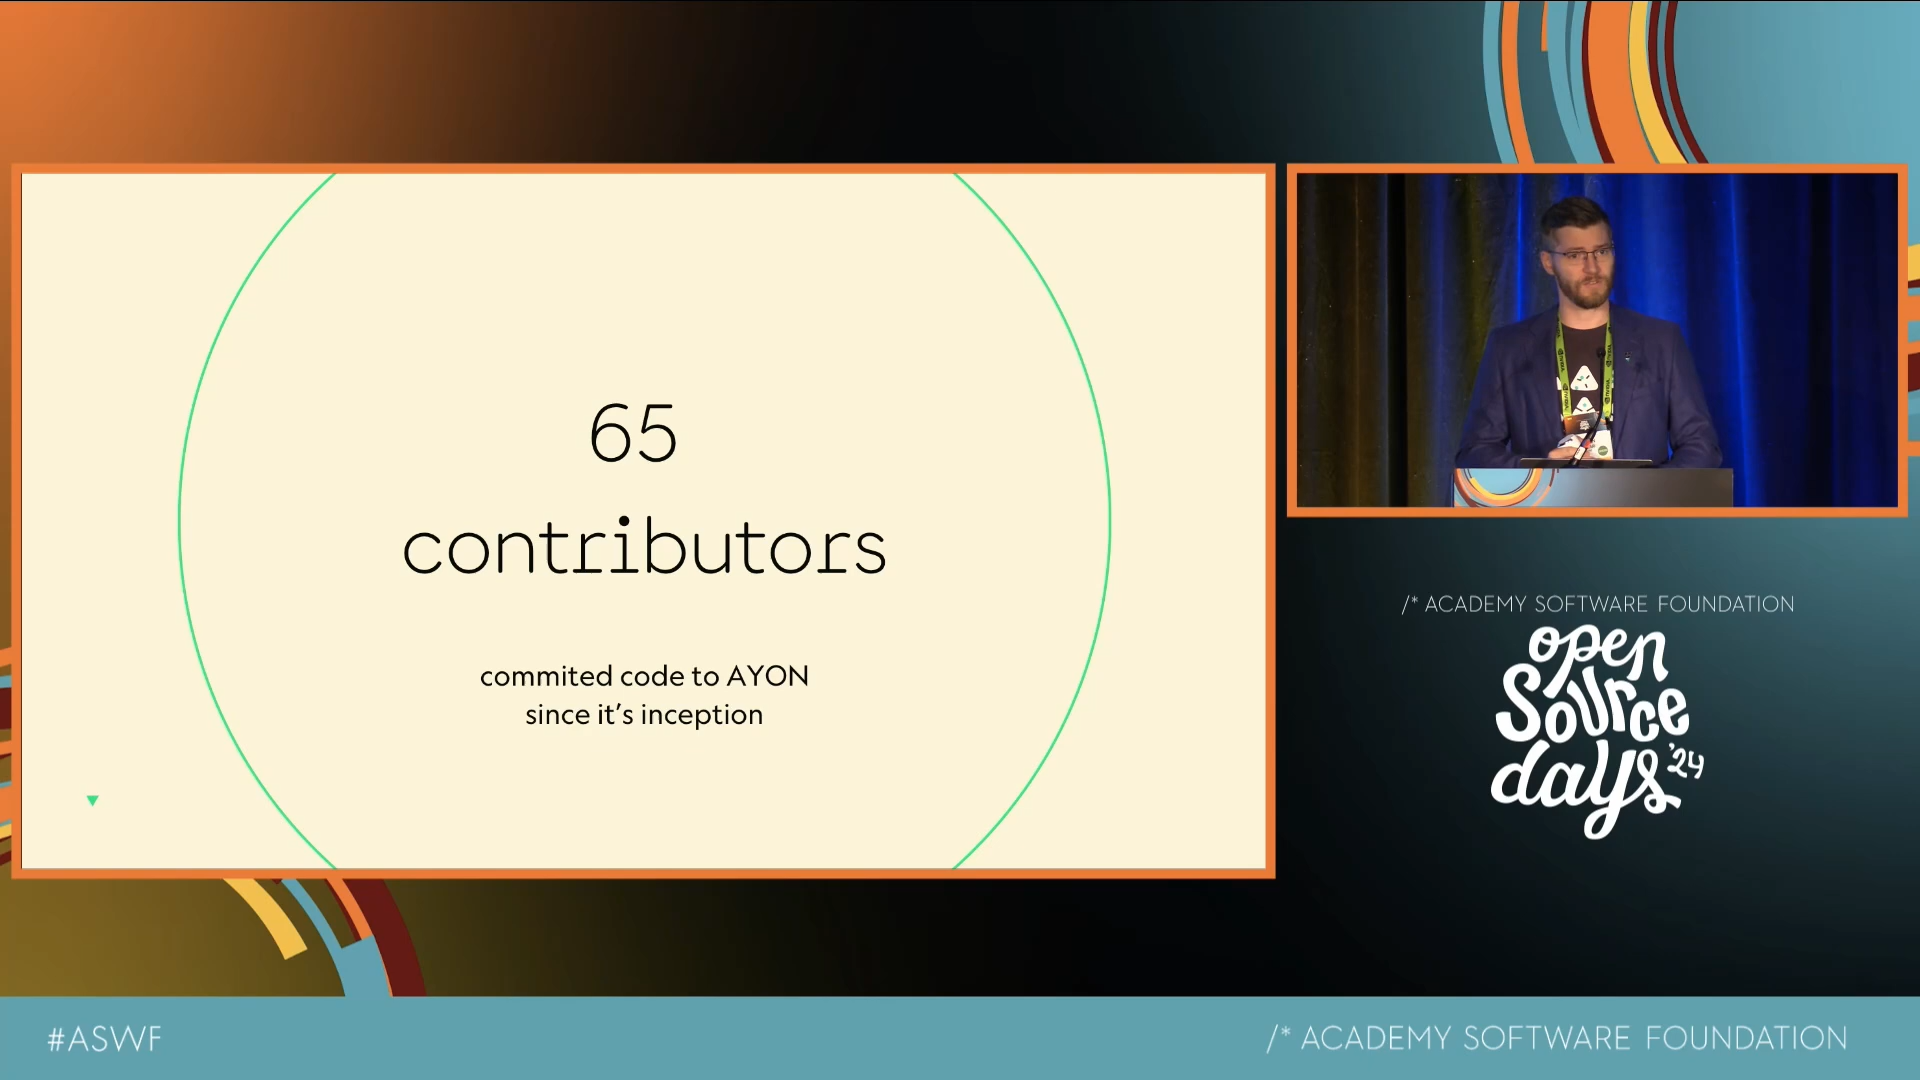 65
contributors
commited code to AYON
since it's inception
/* ACADEMY SOFTWARE FOUNDATION
open
Source
days '24
#ASWF
/* ACADEMY SOFTWARE FOUNDATION